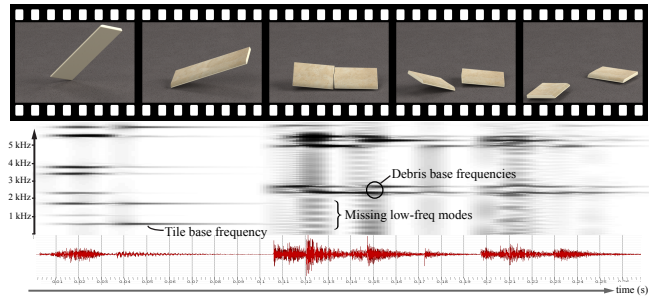 5 kHz
4 kHz
3 kHz
2 kHz
1 kHz
Debris base frequencies
Missing low-freq modes
Tile base frequency
time (s)